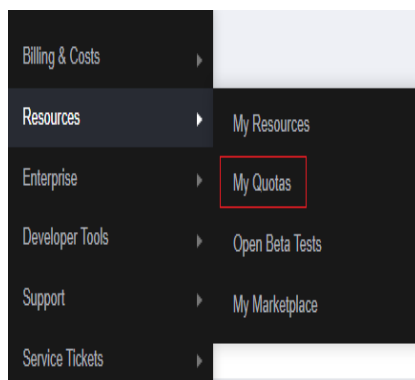 Billing & Costs
Resources
Enterprise
Developer Tools
Support
Service Tickets
My Resources
My Quotas
Open Beta Tests
My Marketplace